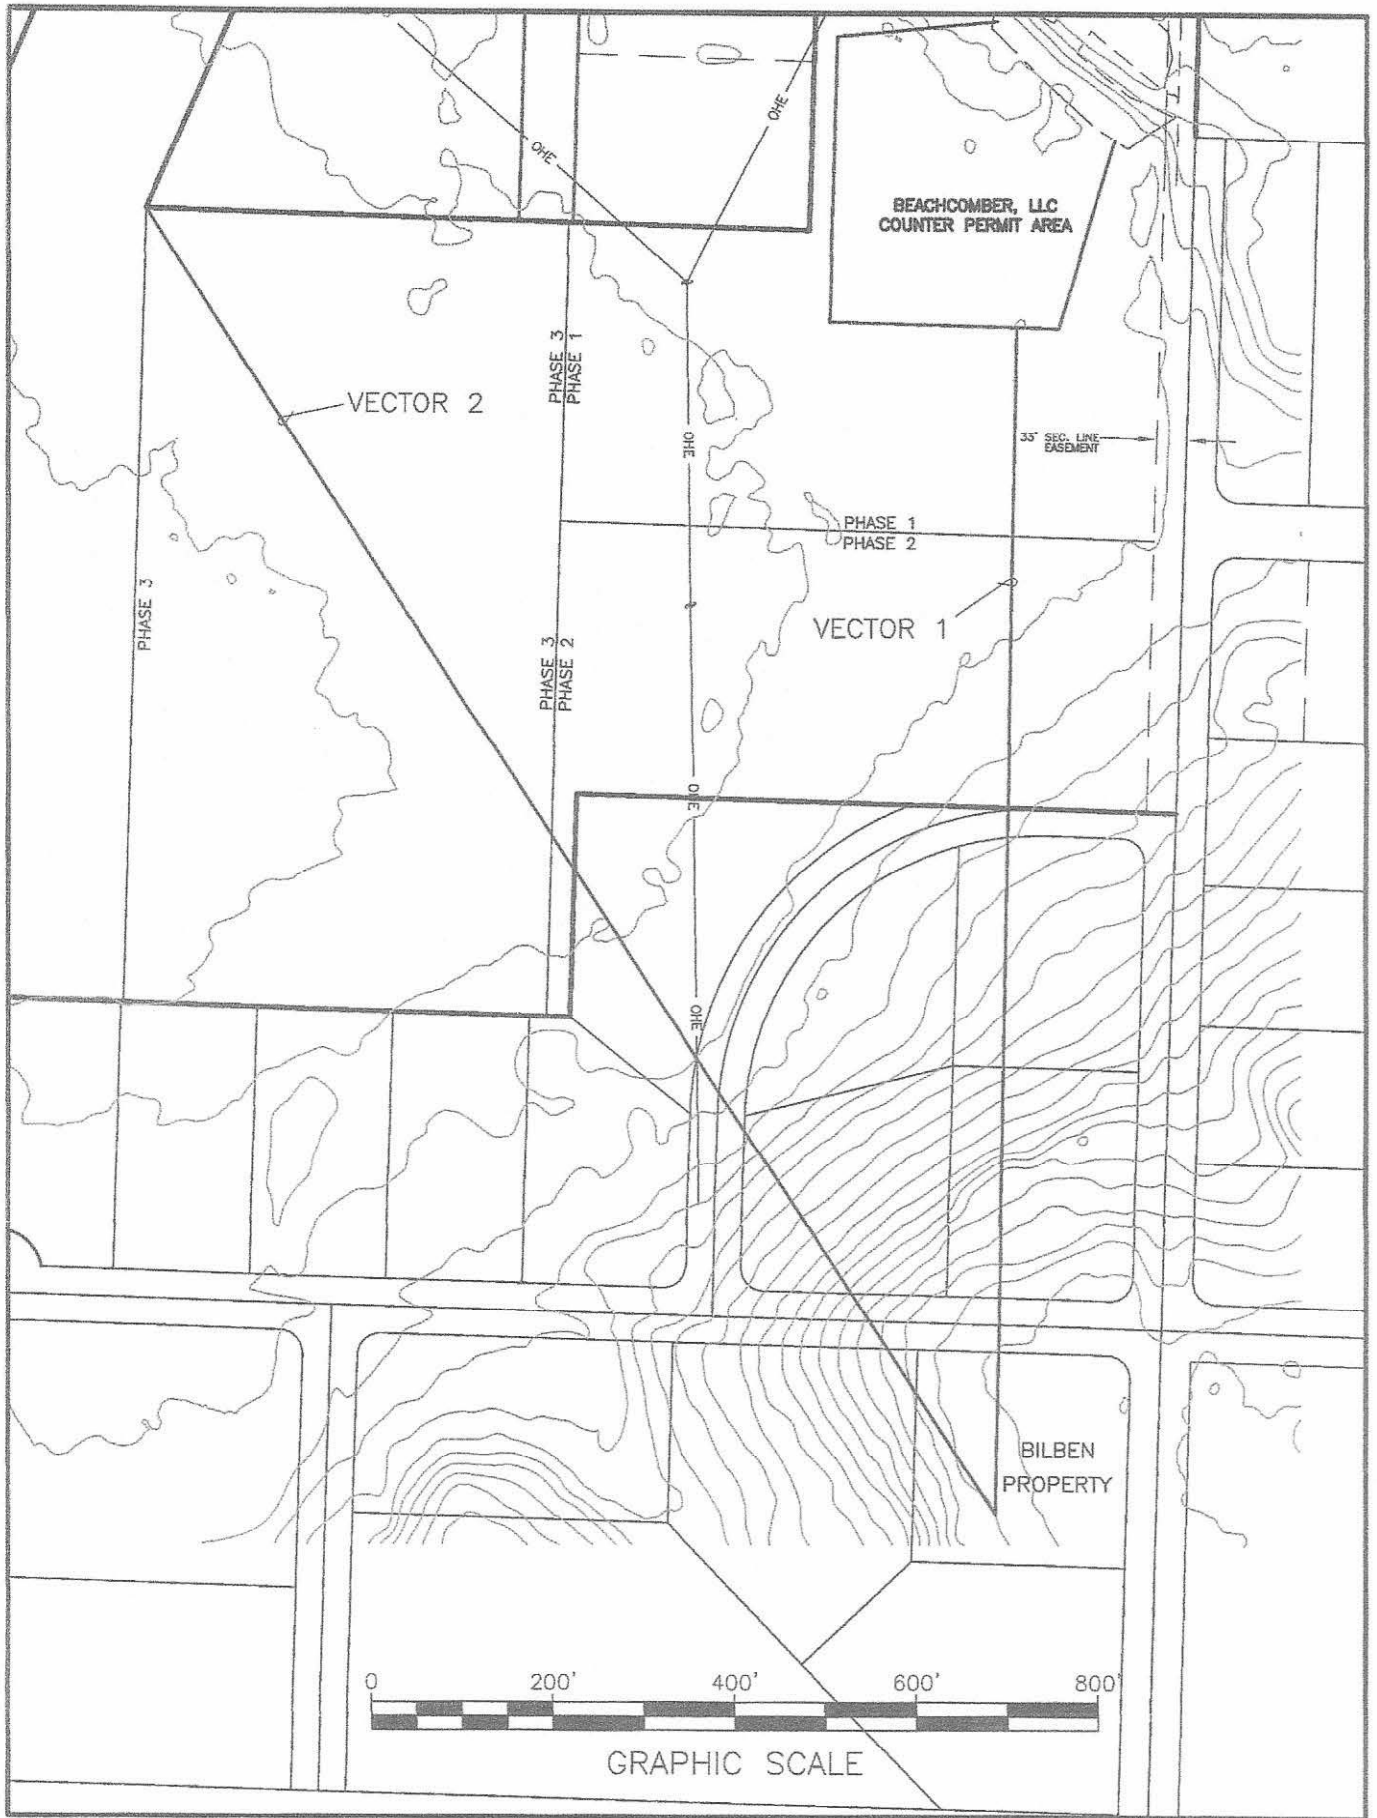 OHE
OHE
BEACHCOMBER, LLC
COUNTER PERMIT AREA
PHASE 3
PHASE 1
VECTOR 2
OHE
33' SEC. LINE
EASEMENT
PHASE 1
PHASE 2
PHASE 3
VECTOR 1
PHASE 3
PHASE 2
OHE
OHE
BILBEN
PROPERTY
0 200' 400' 600' 800'
GRAPHIC SCALE